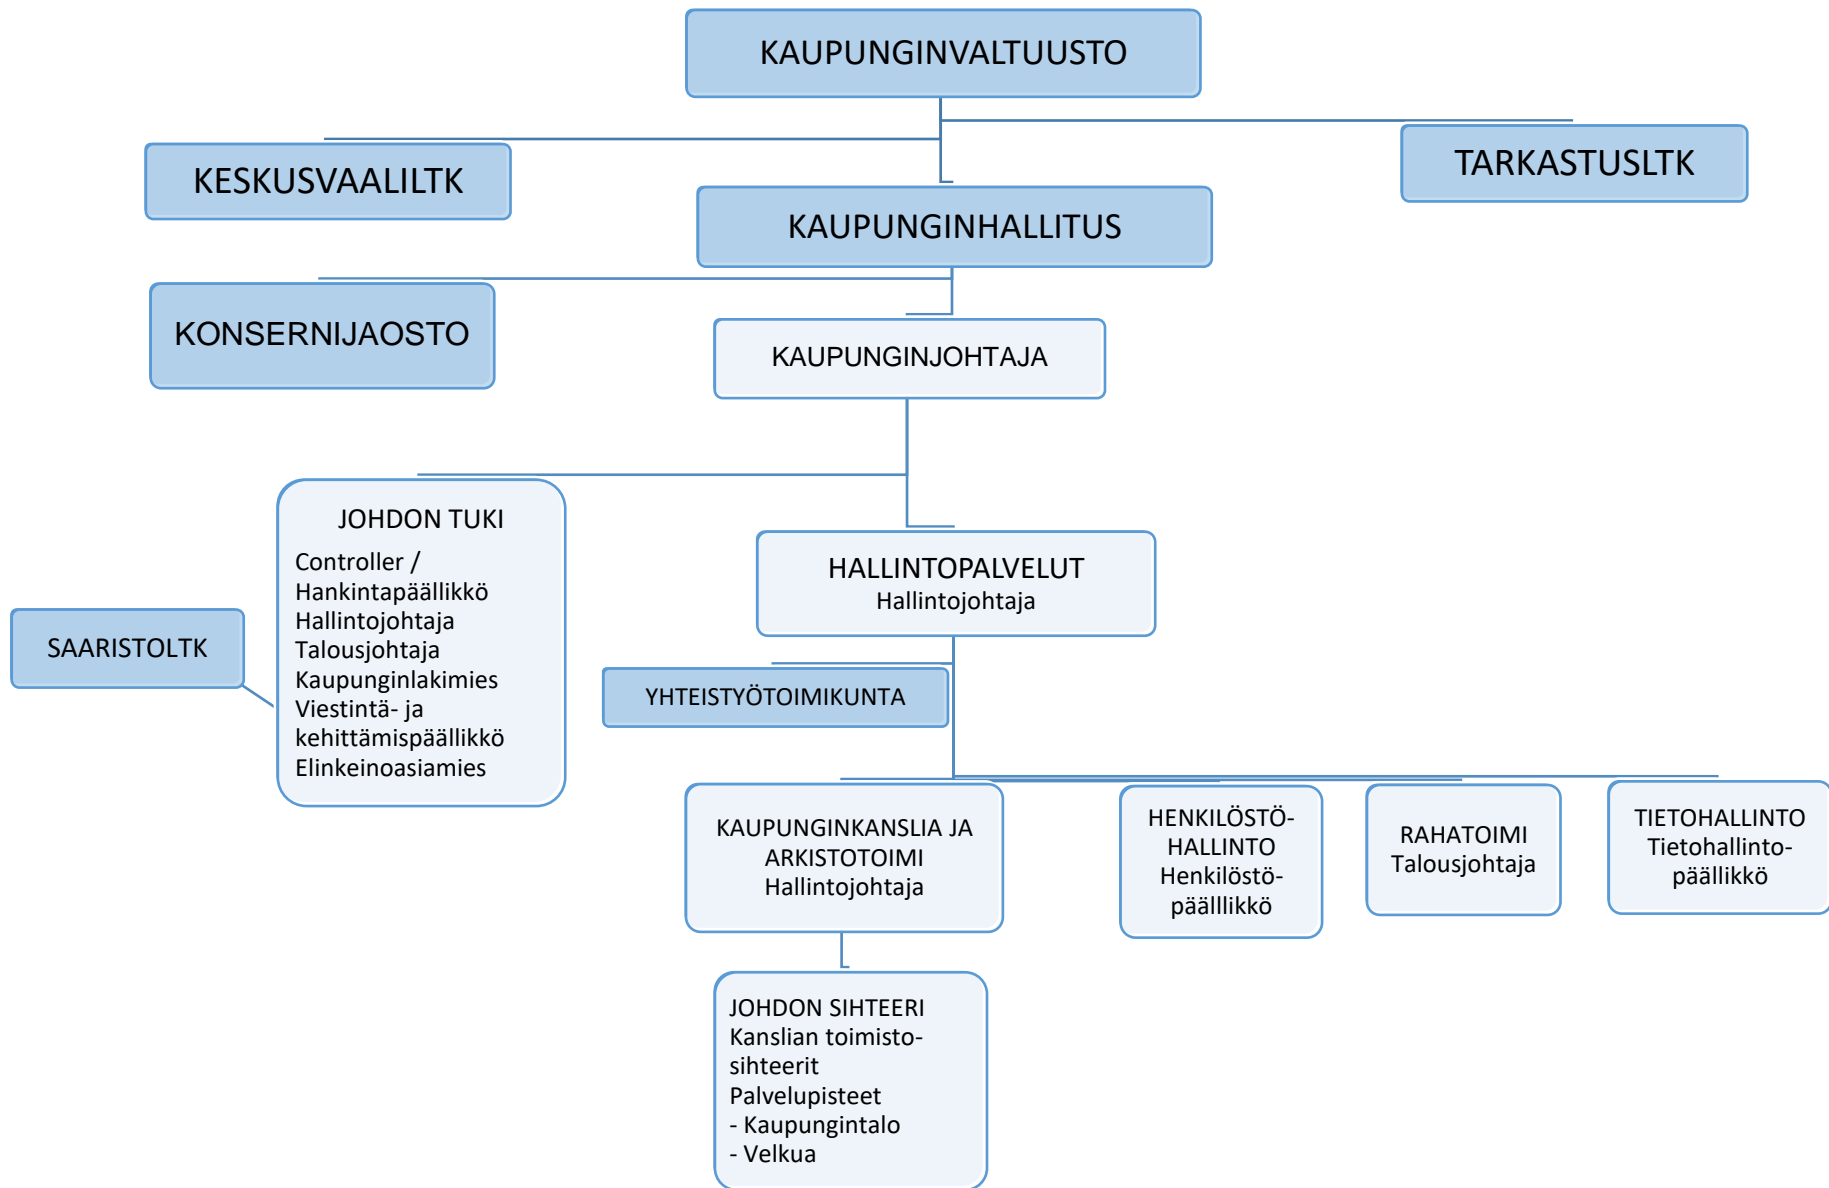 KAUPUNGINVALTUUSTO
KESKUSVAALILTK
TARKASTUSLTK
KAUPUNGINHALLITUS
KONSERNIJAOSTO
KAUPUNGINJOHTAJA
JOHDON TUKI
Controller /
Hankintapäällikkö
Hallintojohtaja
Talousjohtaja
Kaupunginlakimies
Viestintä- ja
kehittämispäällikkö
Elinkeinoasiamies
SAARISTOLTK
HALLINTOPALVELUT
Hallintojohtaja
YHTEISTYÖTOIMIKUNTA
KAUPUNGINKANSLIA JA
ARKISTOTOIMI
Hallintojohtaja
HENKILÖSTÖ-
HALLINTO
Henkilöstö-
päälllikkö
RAHATOIMI
Talousjohtaja
TIETOHALLINTO
Tietohallinto-
päällikkö
JOHDON SIHTEERI
Kanslian toimisto-
sihteerit
Palvelupisteet
- Kaupungintalo
- Velkua